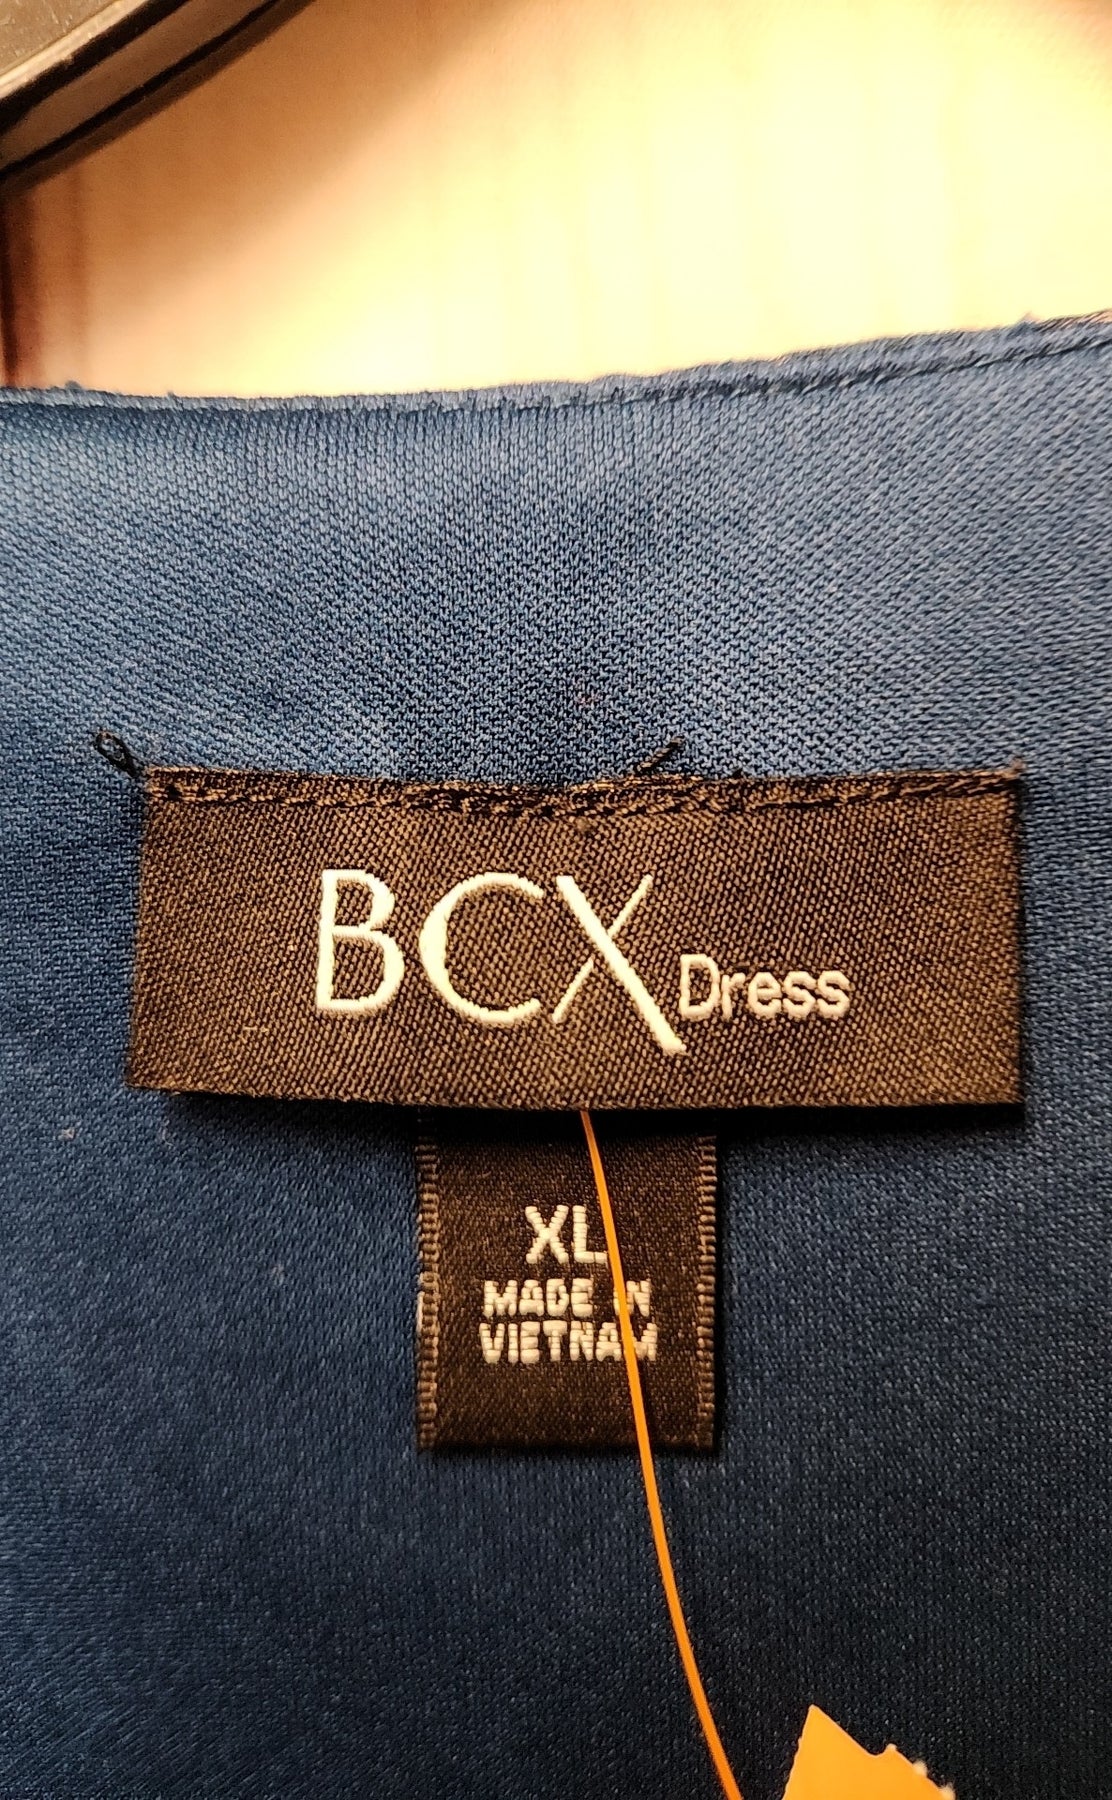 BCX Dress
XL
MADE IN
VIETNAM